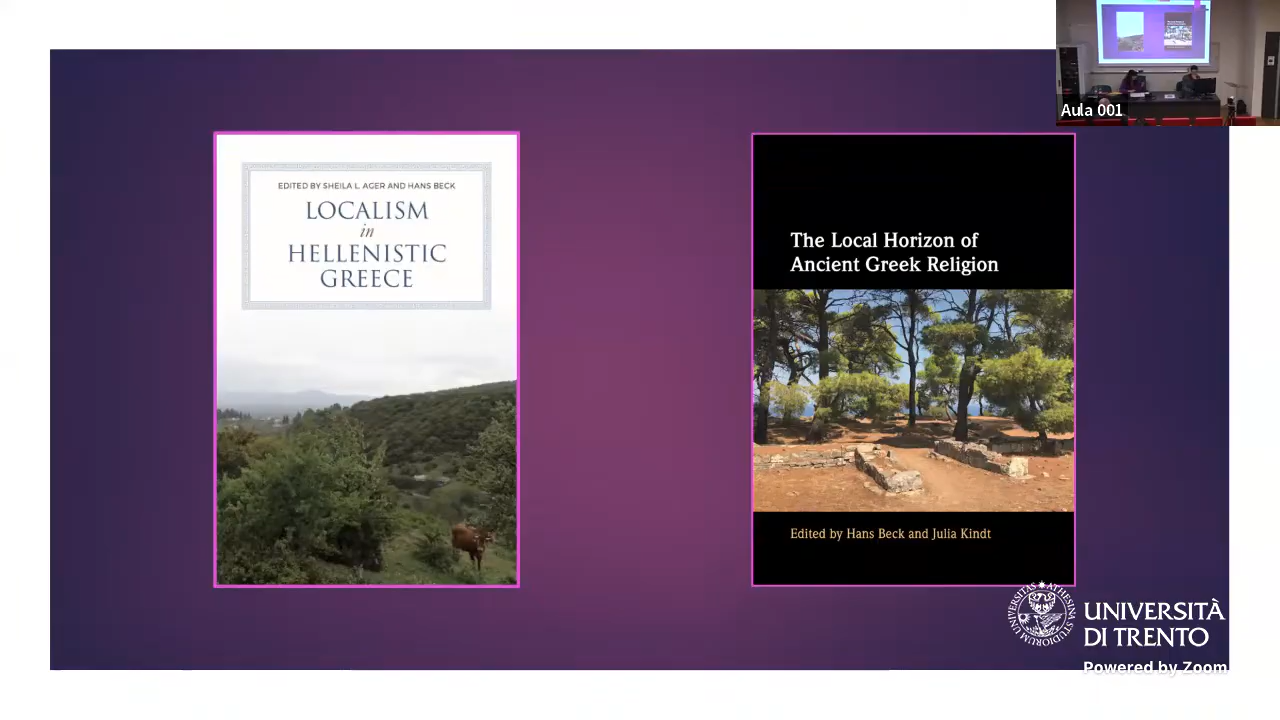 Aula 001
EDITED BY SHEILA L. AGER AND HANS BECK
LOCALISM
in
HELLENISTIC
GREECE
The Local Horizon of
Ancient Greek Religion
Edited by Hans Beck and Julia Kindt
UNIVERSITÀ
DI TRENTO
Powered by Zoom